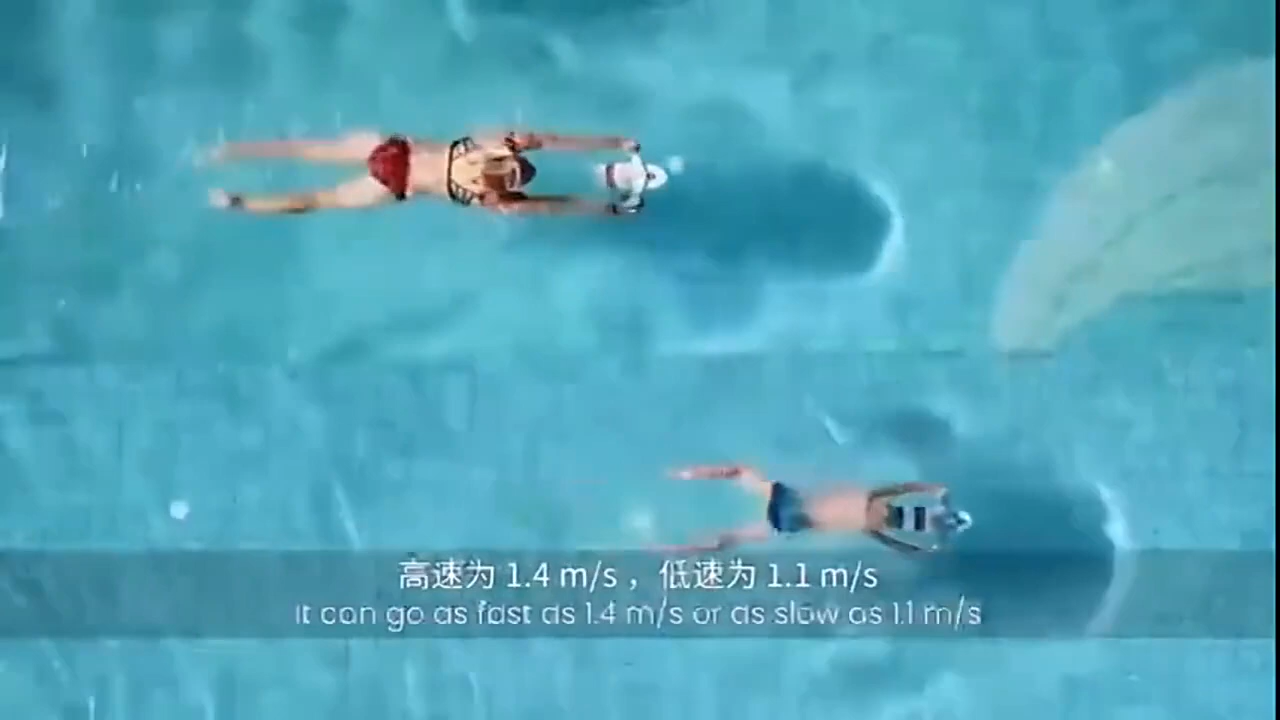 高速为 1.4 m/s ，低速为 1.1 m/s
It can go as fast as 1.4 m/s or as slow as 1.1 m/s